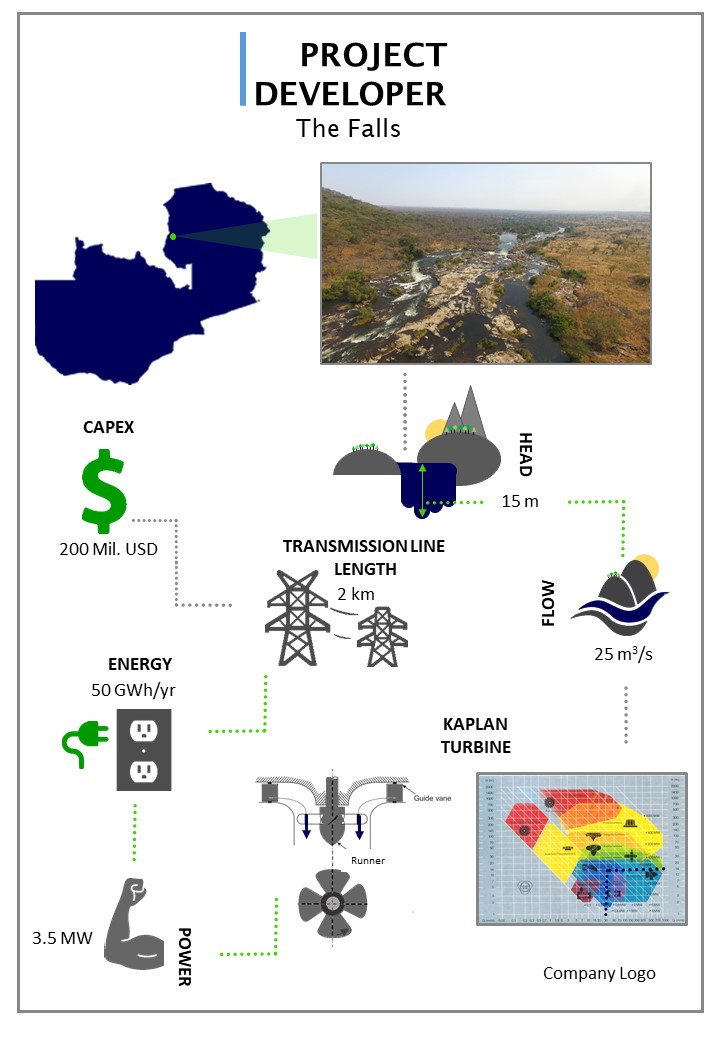 PROJECT
DEVELOPER
The Falls
CAPEX
200 Mil. USD
HEAD
15 m
TRANSMISSION LINE
LENGTH
2 km
FLOW
25 m³/s
ENERGY
50 GWh/yr
KAPLAN
TURBINE
Guide vane
Runner
3.5 MW
POWER
Company Logo